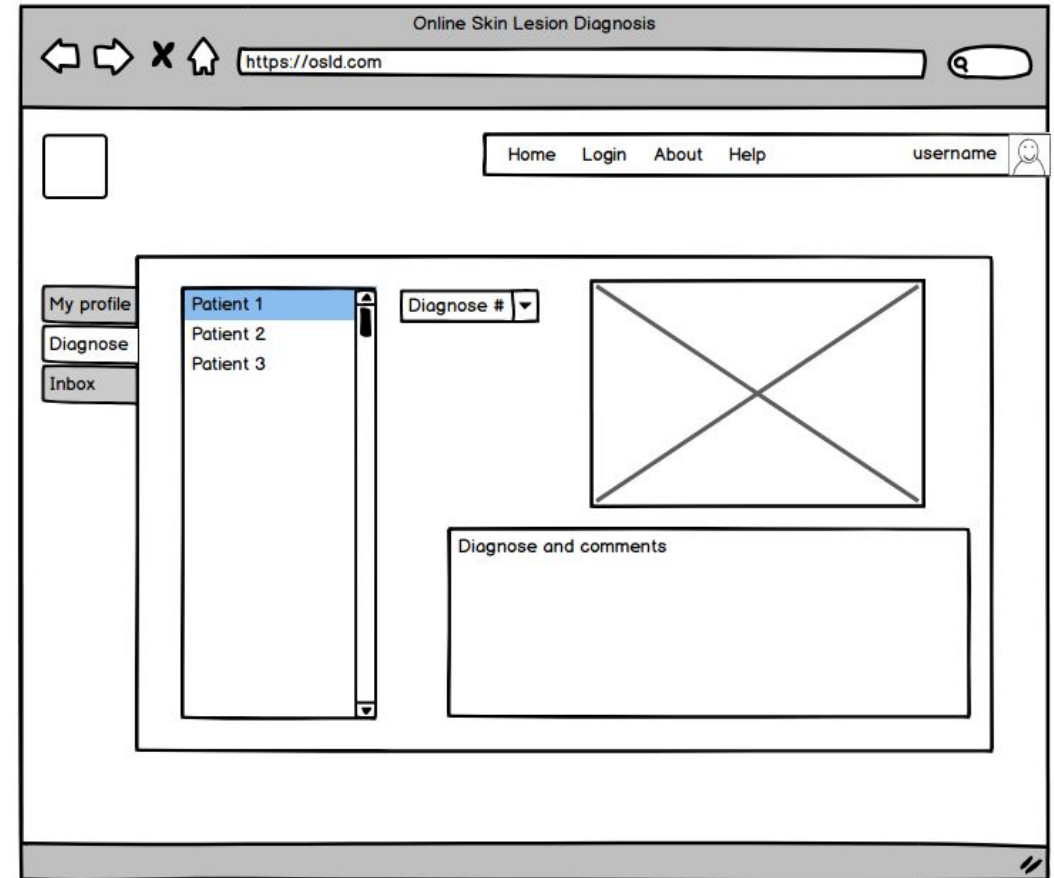 Online Skin Lesion Diagnosis
https://osld.com
Home Login About Help username
My profile
Diagnose
Inbox
Patient 1
Patient 2
Patient 3
Diagnose #
Diagnose and comments